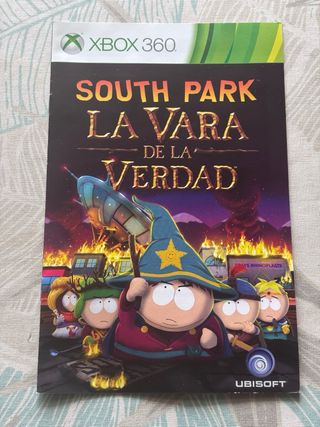 XBOX 360
SOUTH PARK
LA VARA
DE LA
VERDAD
UBISOFT